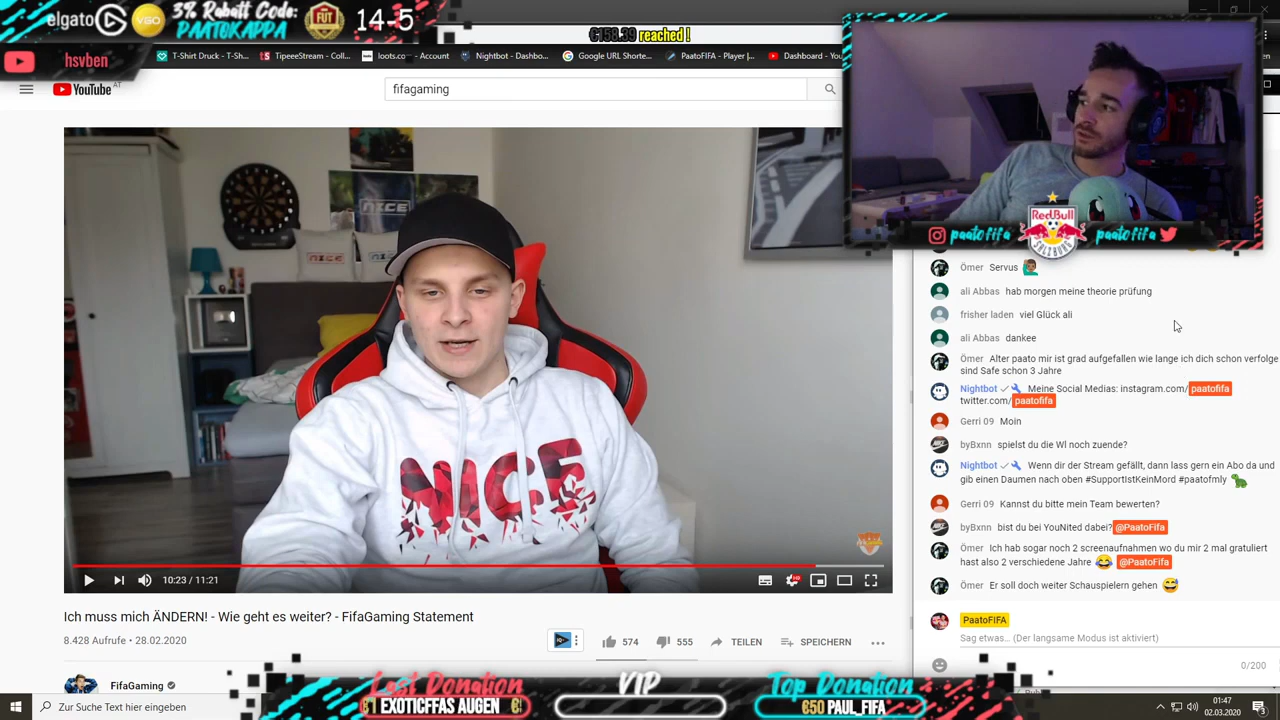 elgato
VGO
3% Rabatt Code:
PAATOKAPPA
FUT
14-5
€158.39 reached !
hsvben
T-Shirt Druck - T-Sh...
TipeeeStream - Coll...
loots.co - Account
Nightbot - Dashbo...
Google URL Shorte...
PaatoFIFA - Player |...
Dashboard - You
YouTube AT
fifagaming
NICE
NICE
NICE
NICE
paatofifa
RedBull
SALZBURG
paatofifa
Ömer Servus
ali Abbas hab morgen meine theorie prüfung
frisher laden viel Glück ali
ali Abbas dankee
Ömer Alter paato mir ist grad aufgefallen wie lange ich dich schon verfolge
sind Safe schon 3 Jahre
Nightbot Meine Social Medias: instagram.com/ paatofifa
twitter.com/ paatofifa
Gerri 09 Moin
byBxnn spielst du die Wl noch zuende?
Nightbot Wenn dir der Stream gefällt, dann lass gern ein Abo da und
gib einen Daumen nach oben #SupportIstKeinMord #paatofmly
Gerri 09 Kannst du bitte mein Team bewerten?
byBxnn bist du bei YouNited dabei? @PaatoFifa
Ömer Ich hab sogar noch 2 screenaufnahmen wo du mir 2 mal gratuliert
hast also 2 verschiedene Jahre @PaatoFifa
Ömer Er soll doch weiter Schauspielern gehen
PaatoFIFA
Sag etwas... (Der langsame Modus ist aktiviert)
0/200
10:23 / 11:21
HD
Ich muss mich ÄNDERN! - Wie geht es weiter? - FifaGaming Statement
8.428 Aufrufe • 28.02.2020
574
555
TEILEN
SPEICHERN
FifaGaming
Last Donation
€1 EXOTICFFAS AUGEN
VIP
Top Donation
€50 PAUL_FIFA
Zur Suche Text hier eingeben
01:47
02.03.2020